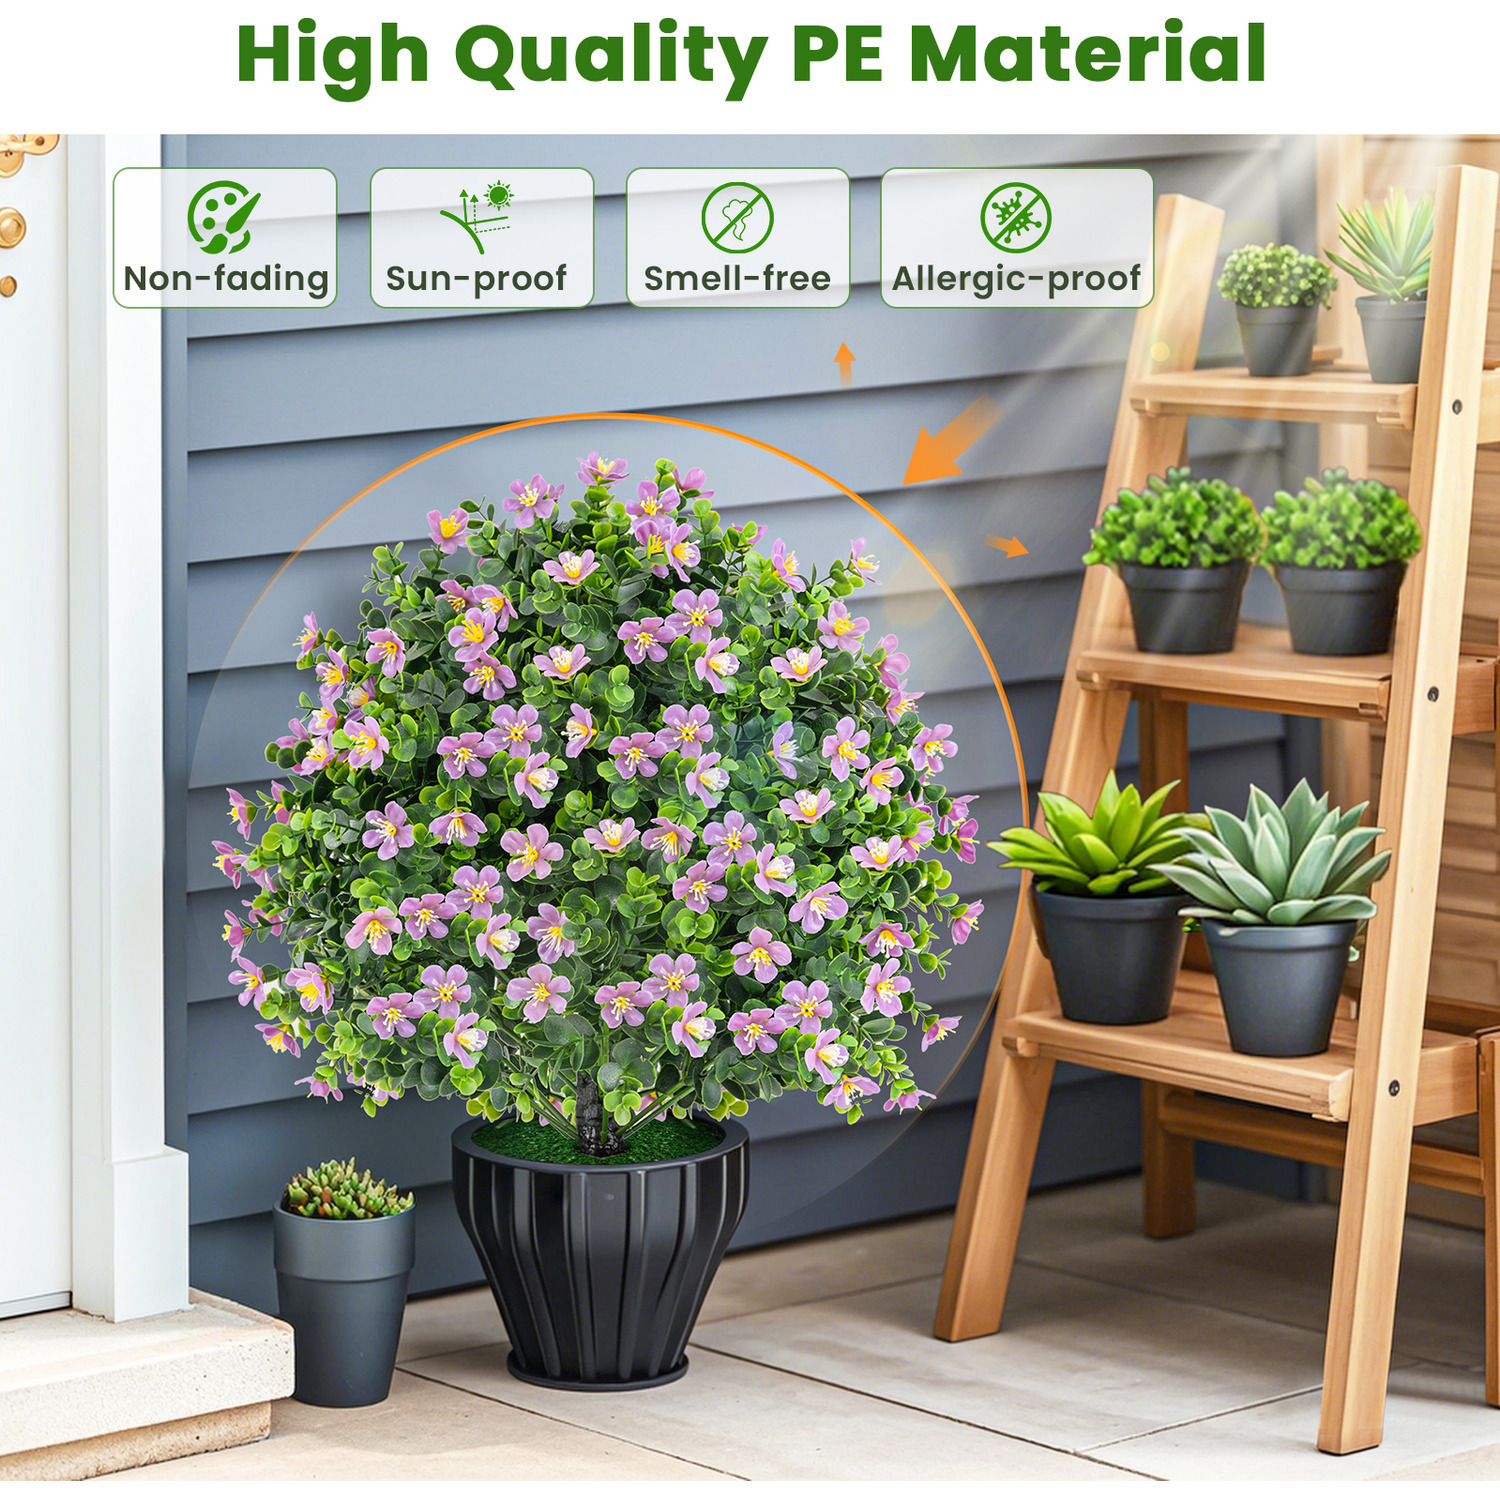 High Quality PE Material
Non-fading
Sun-proof
Smell-free
Allergic-proof